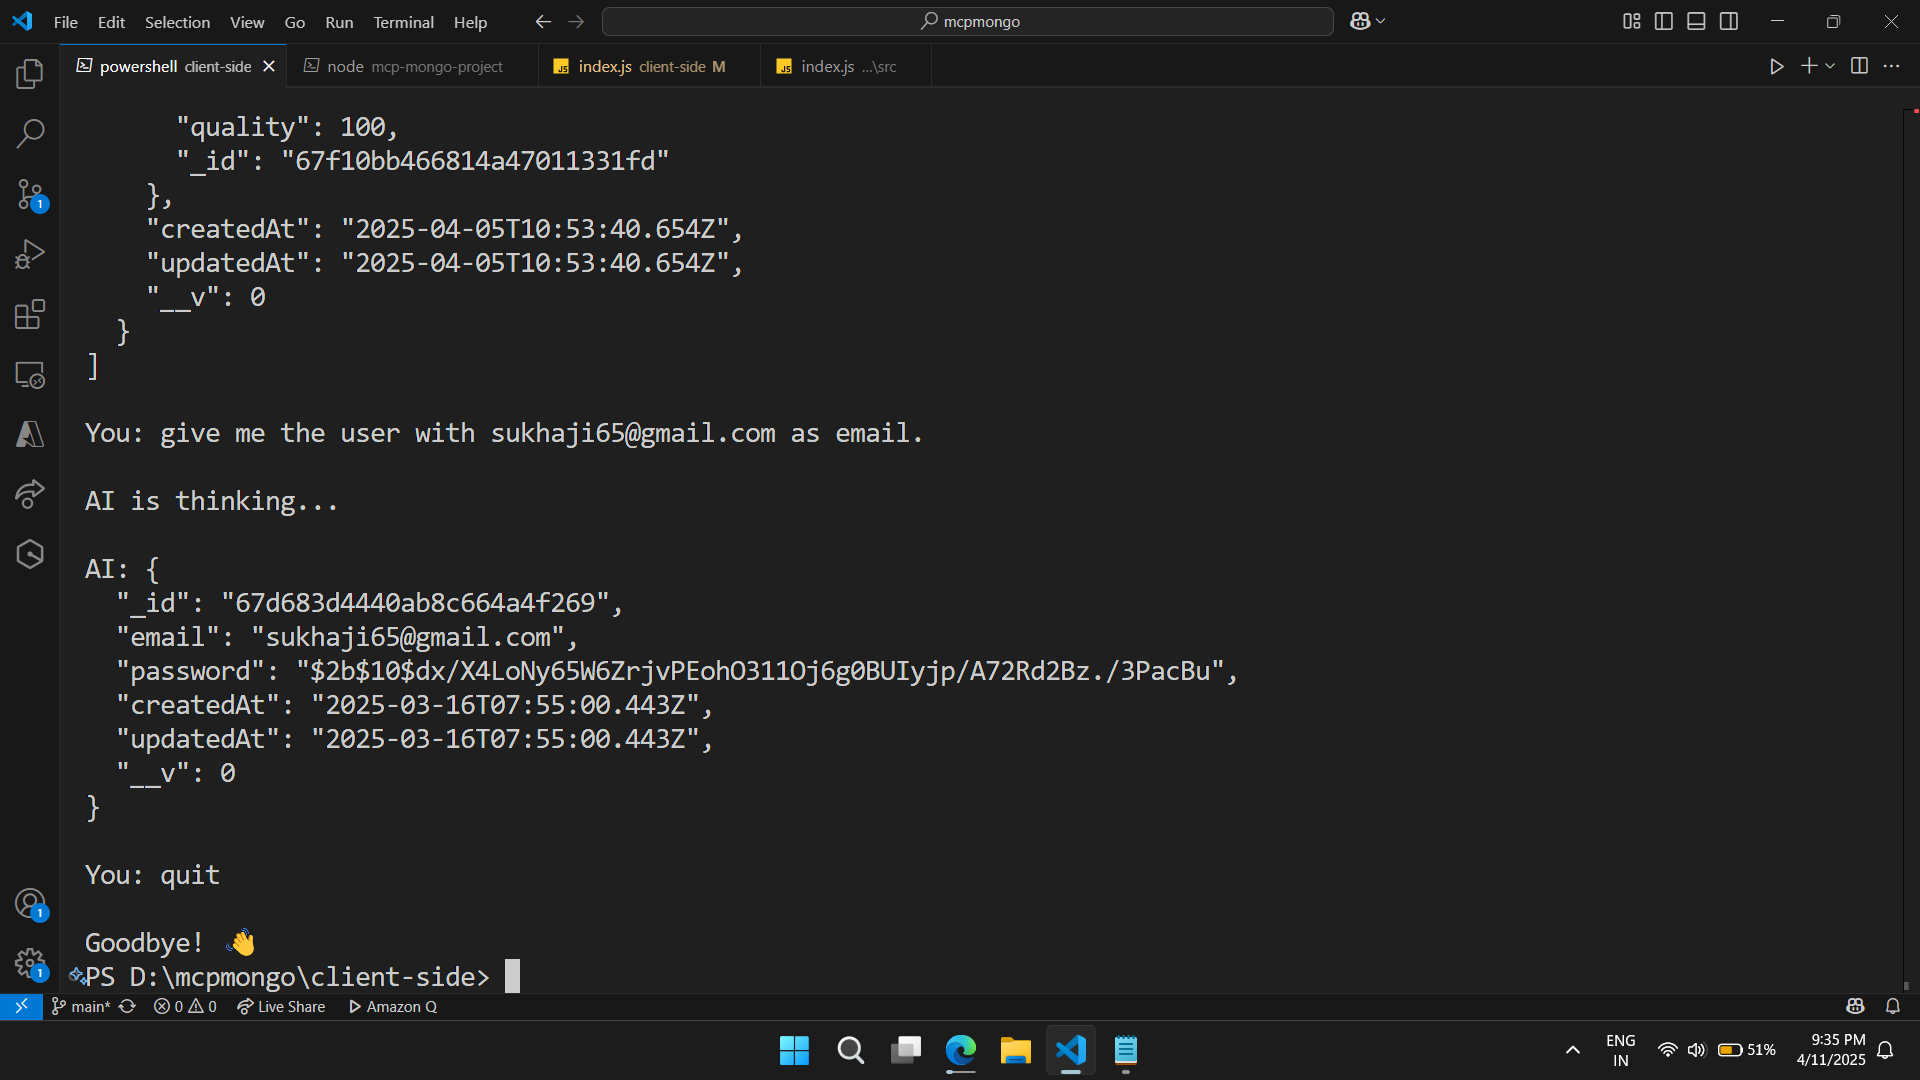 File Edit Selection View Go Run Terminal Help
mcpmongo
powershell client-side
node mcp-mongo-project
index.js client-side M
index.js ...\src
"quality": 100,
"_id": "67f10bb466814a47011331fd"
},
"createdAt": "2025-04-05T10:53:40.654Z",
"updatedAt": "2025-04-05T10:53:40.654Z",
"__v": 0
}
]
You: give me the user with sukhaji65@gmail.com as email.
AI is thinking...
AI: {
"_id": "67d683d4440ab8c664a4f269",
"email": "sukhaji65@gmail.com",
"password": "$2b$10$dx/X4LoNy65W6ZrjvPEohO311Oj6g0BUIyjp/A72Rd2Bz./3PacBu",
"createdAt": "2025-03-16T07:55:00.443Z",
"updatedAt": "2025-03-16T07:55:00.443Z",
"__v": 0
}
You: quit
Goodbye! 👋
PS D:\mcpmongo\client-side>
1
1
1
main* 0 0 Live Share Amazon Q
ENG
IN
51%
9:35 PM
4/11/2025